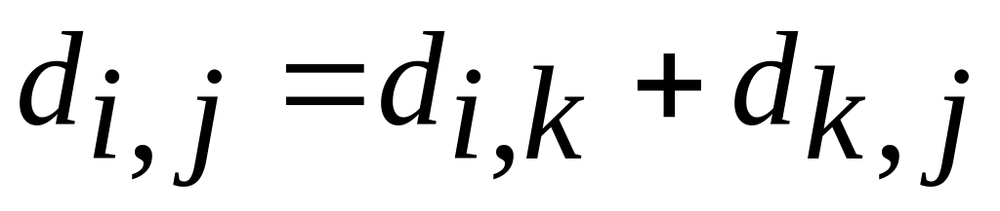 d_{i,j} = d_{i,k} + d_{k,j}